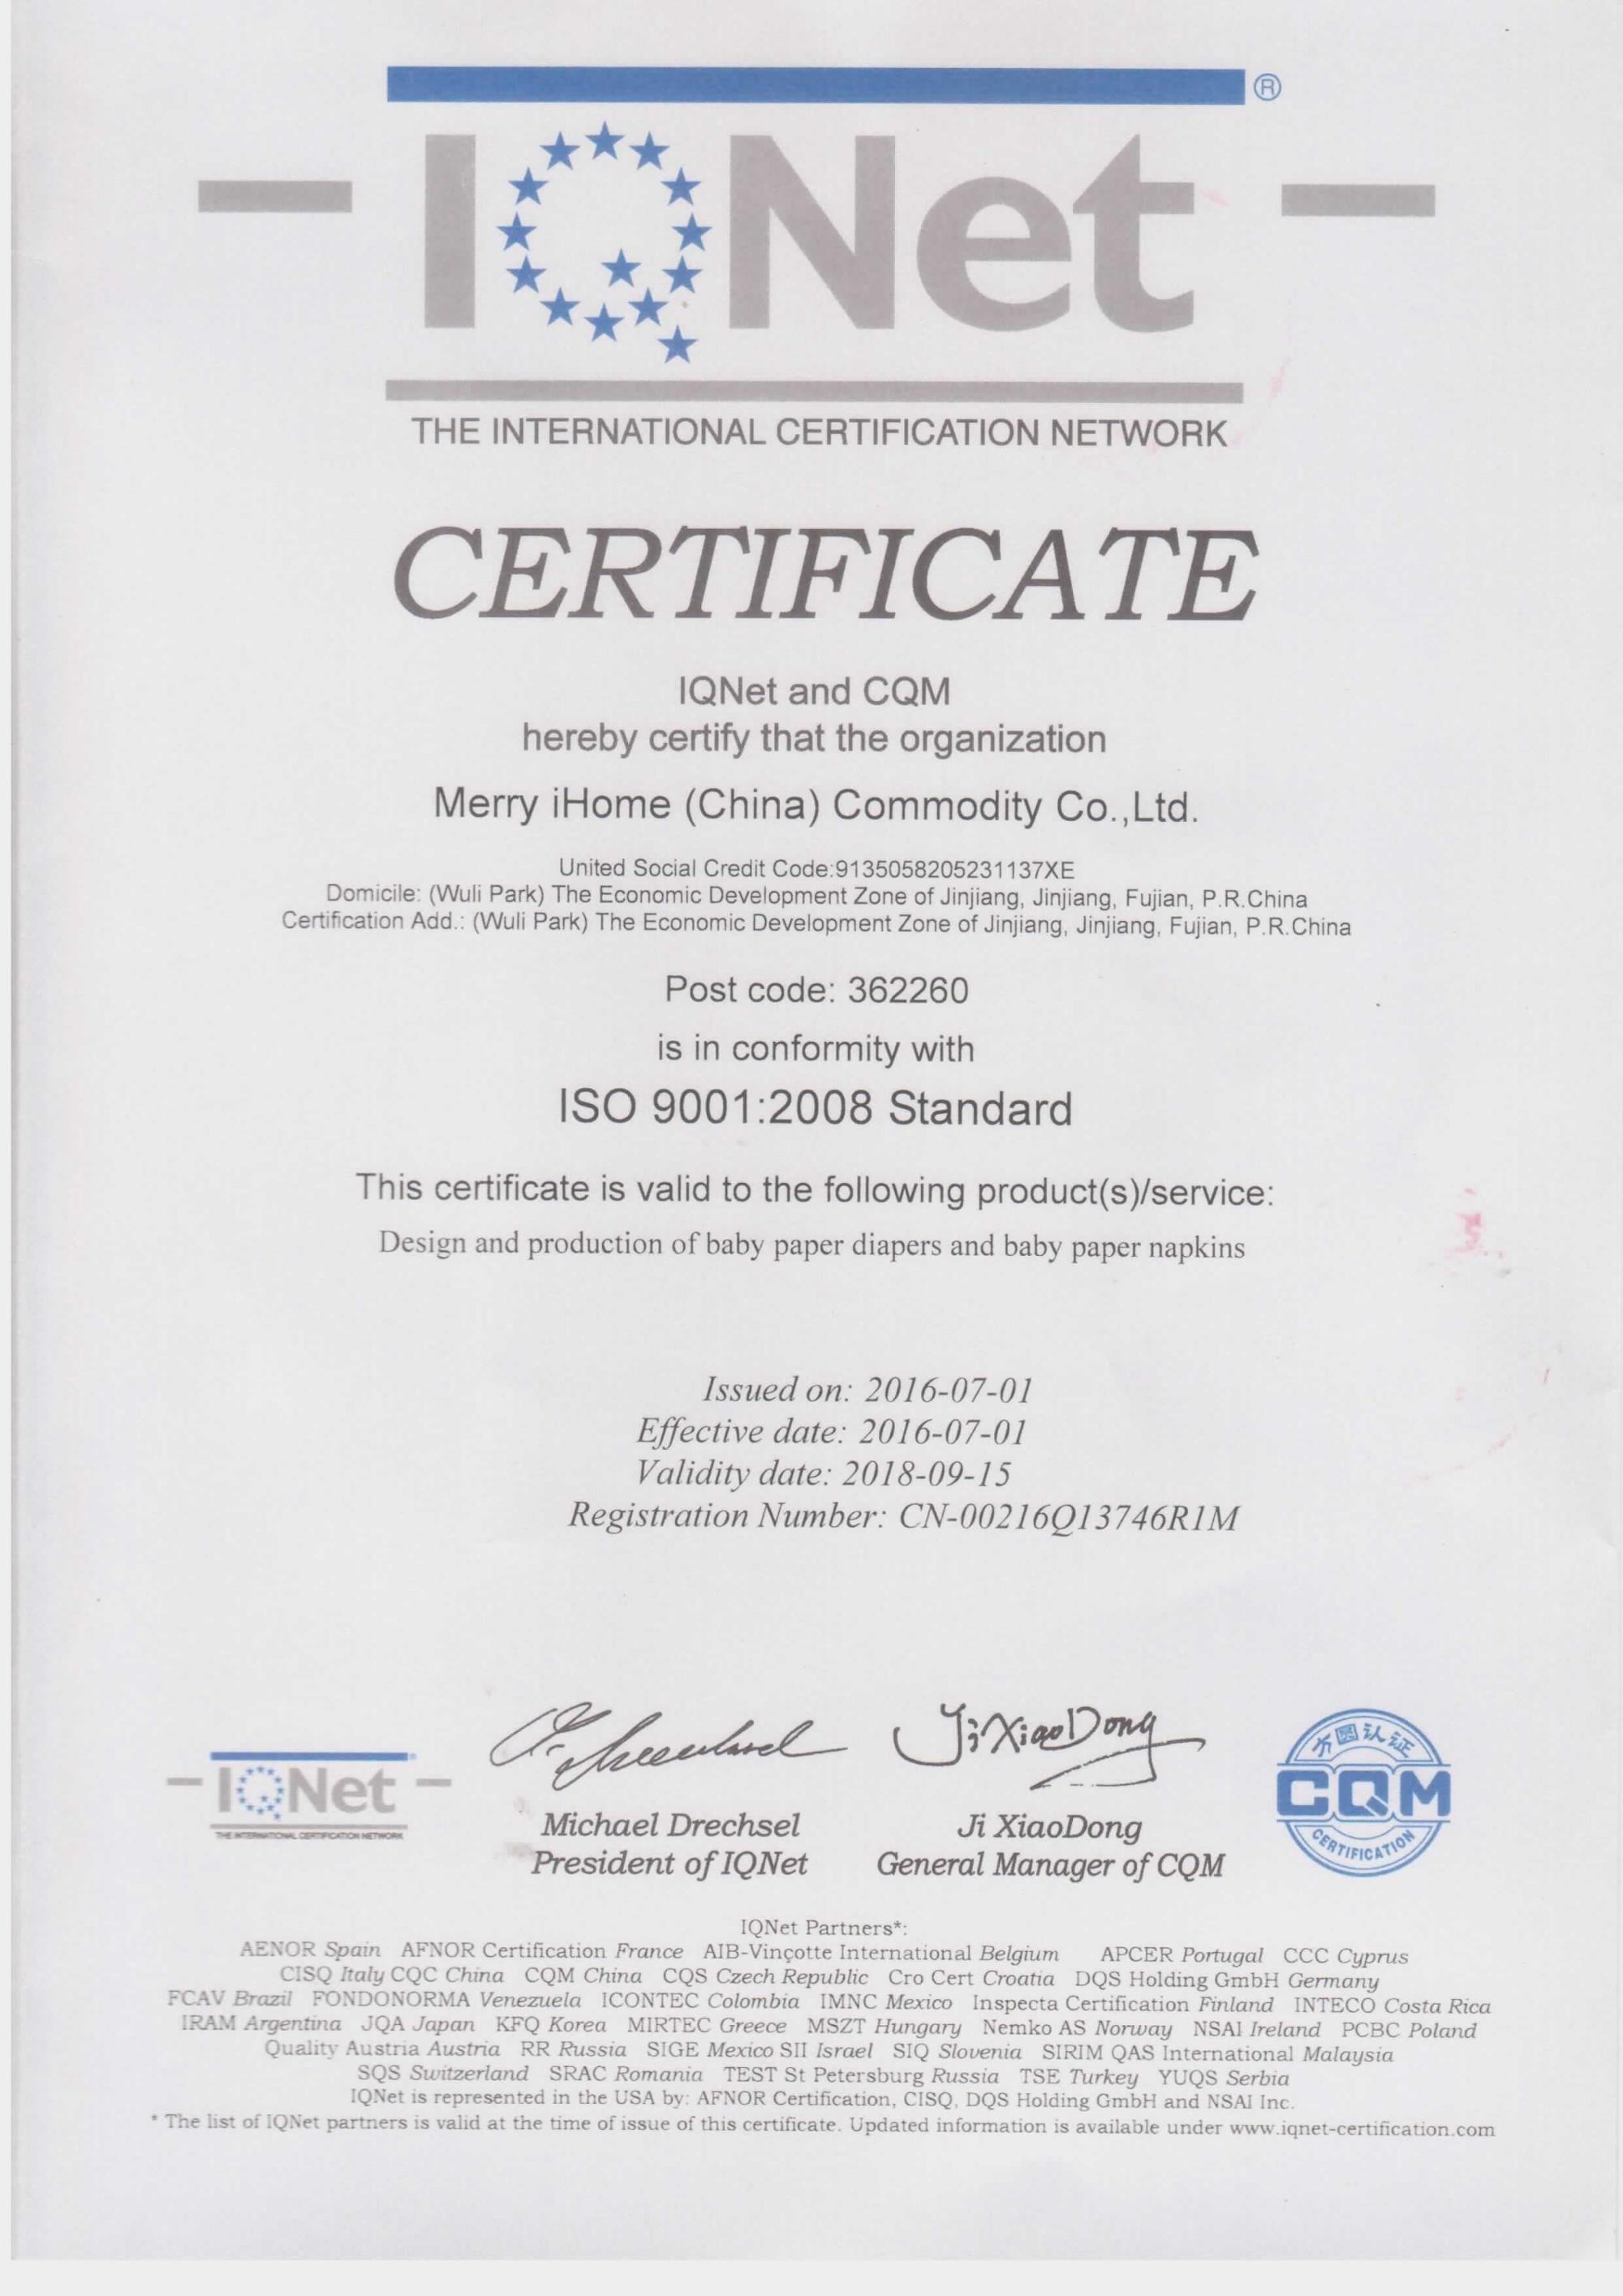 ®
IQNet
THE INTERNATIONAL CERTIFICATION NETWORK
CERTIFICATE
IQNet and CQM
hereby certify that the organization
Merry iHome (China) Commodity Co.,Ltd.
United Social Credit Code:9135058205231137XE
Domicile: (Wuli Park) The Economic Development Zone of Jinjiang, Jinjiang, Fujian, P.R.China
Certification Add.: (Wuli Park) The Economic Development Zone of Jinjiang, Jinjiang, Fujian, P.R.China
Post code: 362260
is in conformity with
ISO 9001:2008 Standard
This certificate is valid to the following product(s)/service:
Design and production of baby paper diapers and baby paper napkins
Issued on: 2016-07-01
Effective date: 2016-07-01
Validity date: 2018-09-15
Registration Number: CN-00216Q13746R1M
Ji XiaoDong
方圆认证
IQNet
CQM
THE INTERNATIONAL CERTIFICATION NETWORK
CERTIFICATION
Michael Drechsel
Ji XiaoDong
President of IQNet
General Manager of CQM
IQNet Partners*:
AENOR Spain AFNOR Certification France AIB-Vinçotte International Belgium APCER Portugal CCC Cyprus
CISQ Italy CQC China CQM China CQS Czech Republic Cro Cert Croatia DQS Holding GmbH Germany
FCAV Brazil FONDONORMA Venezuela ICONTEC Colombia IMNC Mexico Inspecta Certification Finland INTECO Costa Rica
IRAM Argentina JQA Japan KFQ Korea MIRTEC Greece MSZT Hungary Nemko AS Norway NSAI Ireland PCBC Poland
Quality Austria Austria RR Russia SIGE Mexico SII Israel SIQ Slovenia SIRIM QAS International Malaysia
SQS Switzerland SRAC Romania TEST St Petersburg Russia TSE Turkey YUQS Serbia
IQNet is represented in the USA by: AFNOR Certification, CISQ, DQS Holding GmbH and NSAI Inc.
* The list of IQNet partners is valid at the time of issue of this certificate. Updated information is available under www.iqnet-certification.com